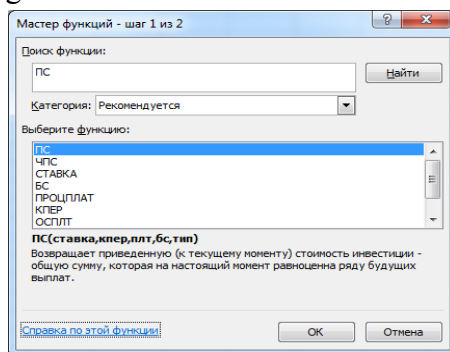 Мастер функций - шаг 1 из 2
Поиск функции:
ПС
Найти
Категория: Рекомендуется
Выберите функцию:
ПС
ЧПС
СТАВКА
БС
ПРОЦПЛАТ
КПЕР
ОСПЛТ
ПС(ставка,кпер,плт,бс,тип)
Возвращает приведенную (к текущему моменту) стоимость инвестиции -
общую сумму, которая на настоящий момент равноценна ряду будущих
выплат.
Справка по этой функции
ОК
Отмена